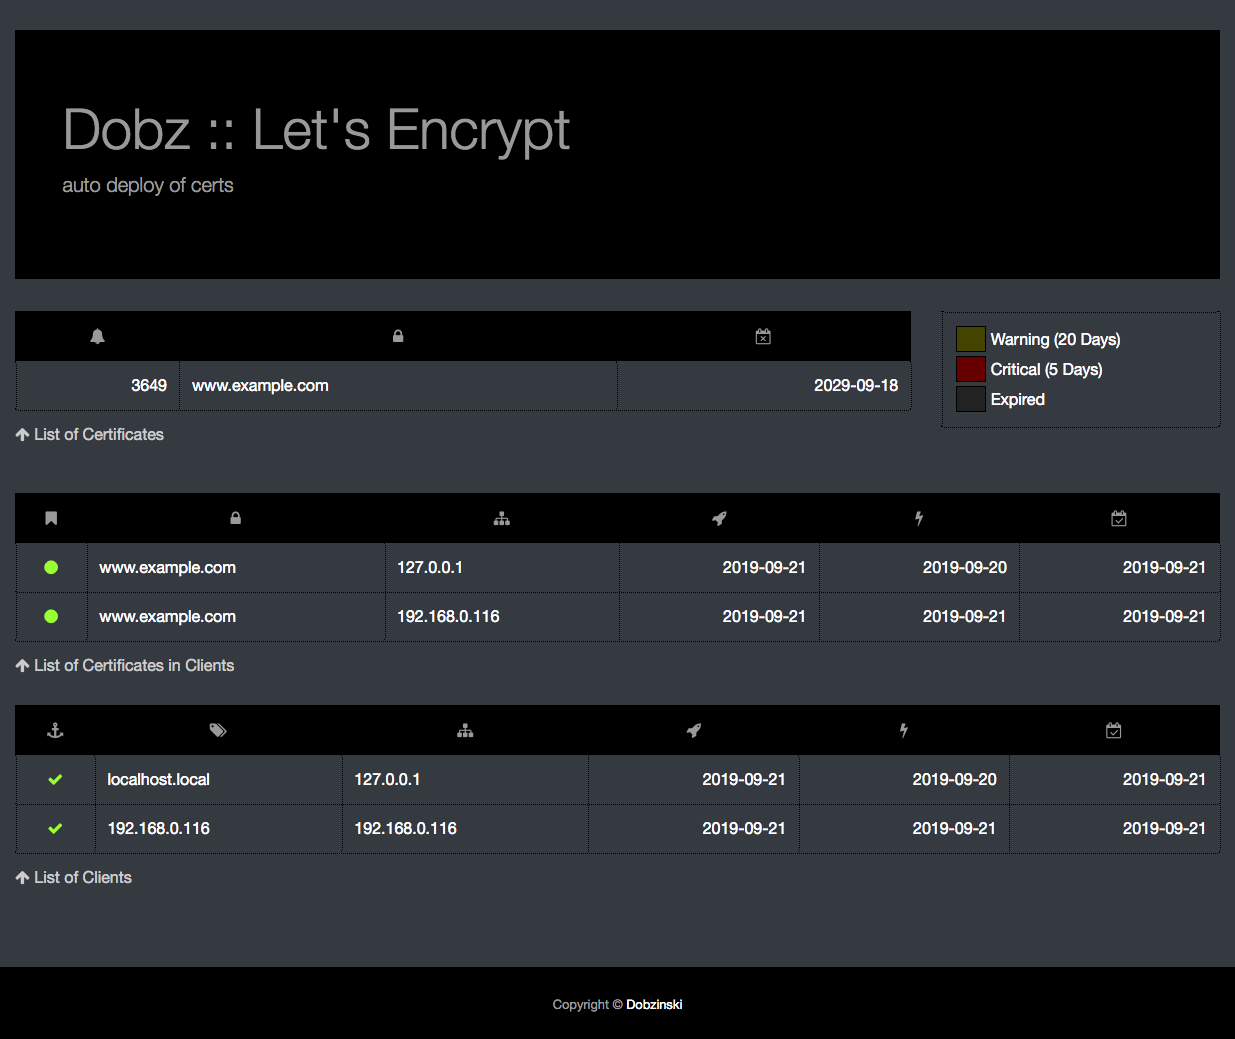 Dobz :: Let's Encrypt
auto deploy of certs
3649 www.example.com 2029-09-18
List of Certificates
Warning (20 Days)
Critical (5 Days)
Expired
www.example.com 127.0.0.1 2019-09-21 2019-09-20 2019-09-21
www.example.com 192.168.0.116 2019-09-21 2019-09-21 2019-09-21
List of Certificates in Clients
localhost.local 127.0.0.1 2019-09-21 2019-09-20 2019-09-21
192.168.0.116 192.168.0.116 2019-09-21 2019-09-21 2019-09-21
List of Clients
Copyright © Dobzinski